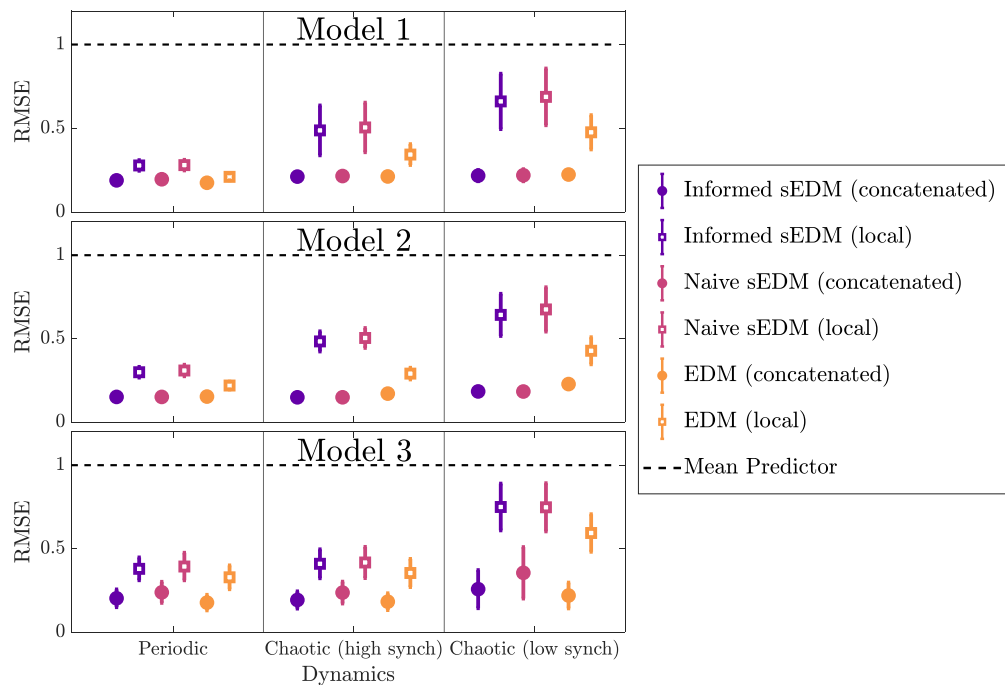 Model 1
1
0.5
0
RMSE
Model 2
1
0.5
0
RMSE
Model 3
1
0.5
0
RMSE
Periodic
Chaotic (high synch)
Chaotic (low synch)
Dynamics
Informed sEDM (concatenated)
Informed sEDM (local)
Naive sEDM (concatenated)
Naive sEDM (local)
EDM (concatenated)
EDM (local)
Mean Predictor